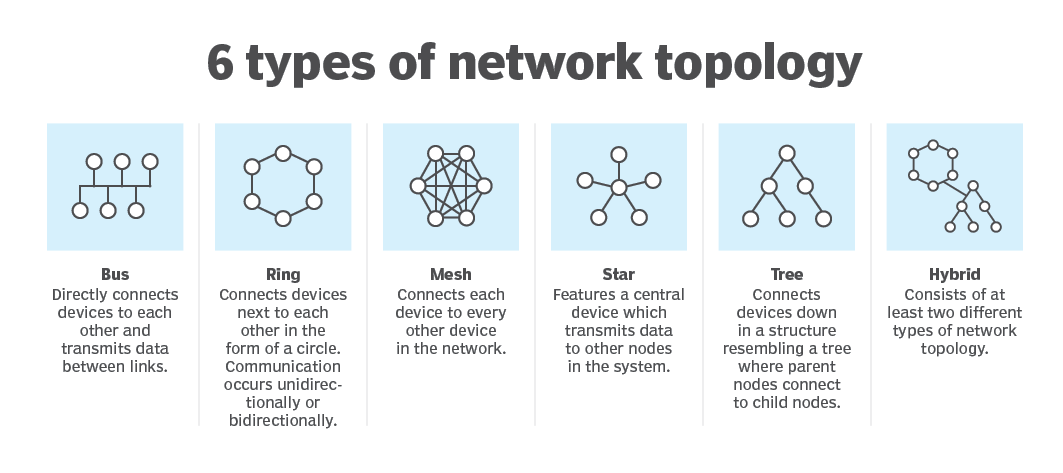 6 types of network topology
Bus
Directly connects
devices to each
other and
transmits data
between links.
Ring
Connects devices
next to each
other in the
form of a circle.
Communication
occurs unidirec-
tionally or
bidirectionally.
Mesh
Connects each
device to every
other device
in the network.
Star
Features a central
device which
transmits data
to other nodes
in the system.
Tree
Connects
devices down
in a structure
resembling a tree
where parent
nodes connect
to child nodes.
Hybrid
Consists of at
least two different
types of network
topology.